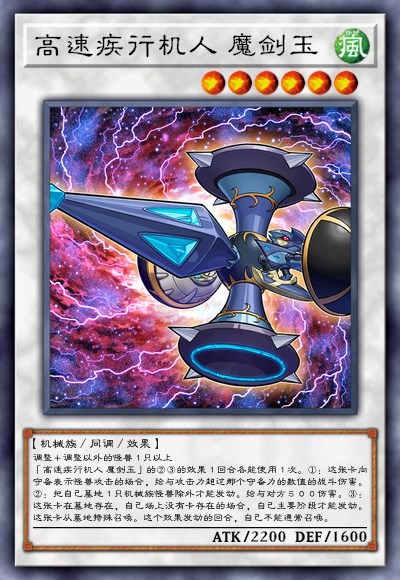 高速疾行机人 魔剑玉
风
【机械族／同调／效果】
调整＋调整以外的怪兽1只以上
「高速疾行机人 魔剑玉」的②③的效果1回合各能使用1次。①：这张卡向
守备表示怪兽攻击的场合，给与攻击力超过那个守备力的数值的战斗伤害。
②：把自己墓地1只机械族怪兽除外才能发动。给与对方500伤害。③：
这张卡在墓地存在，自己场上没有卡存在的场合，自己主要阶段才能发动。
这张卡从墓地特殊召唤。这个效果发动的回合，自己不能通常召唤。
ATK/2200 DEF/1600